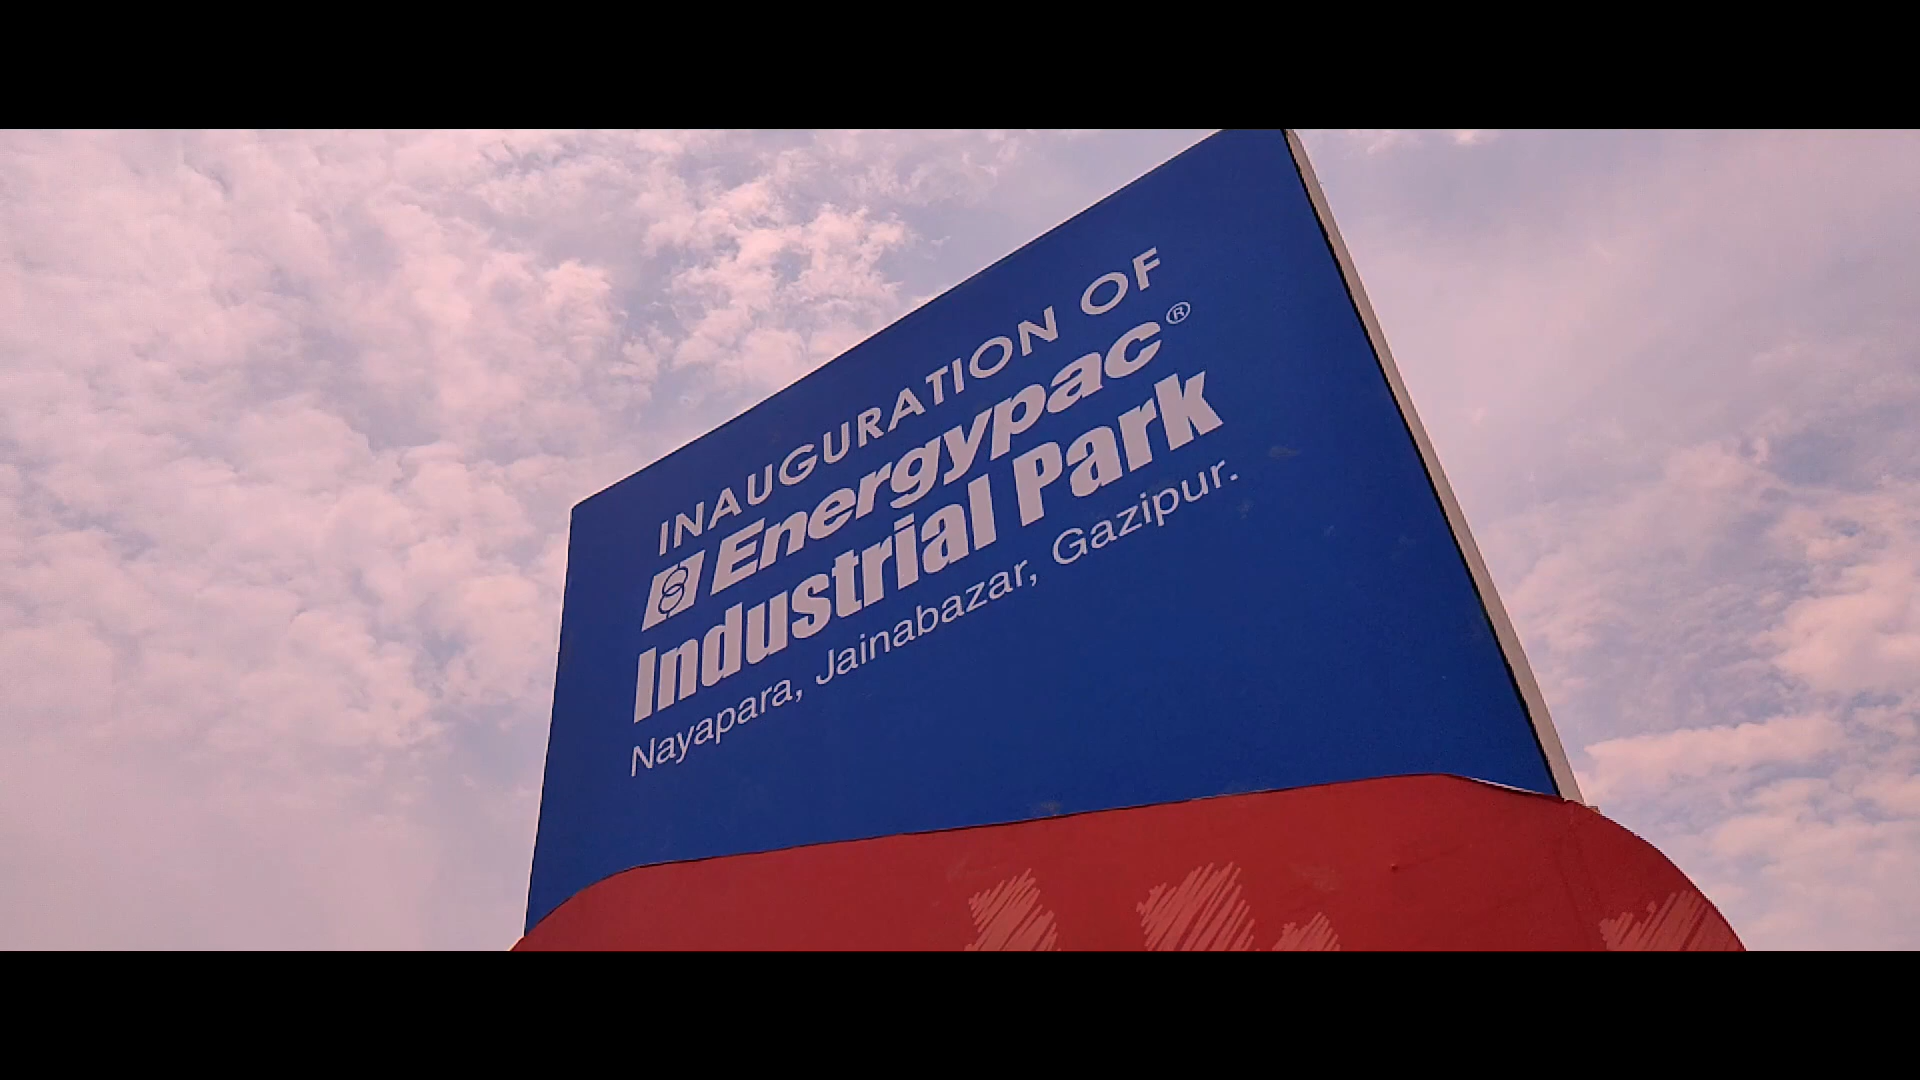 INAUGURATION OF
Energypac®
Industrial Park
Nayapara, Jainabazar, Gazipur.